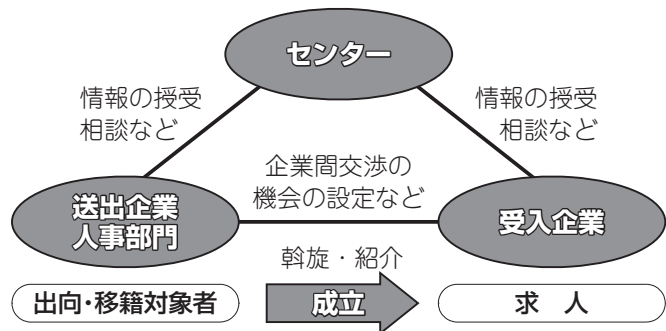 センター
情報の授受
相談など
情報の授受
相談など
企業間交渉の
機会の設定など
送出企業
人事部門
受入企業
斡旋・紹介
出向・移籍対象者
成立
求　人